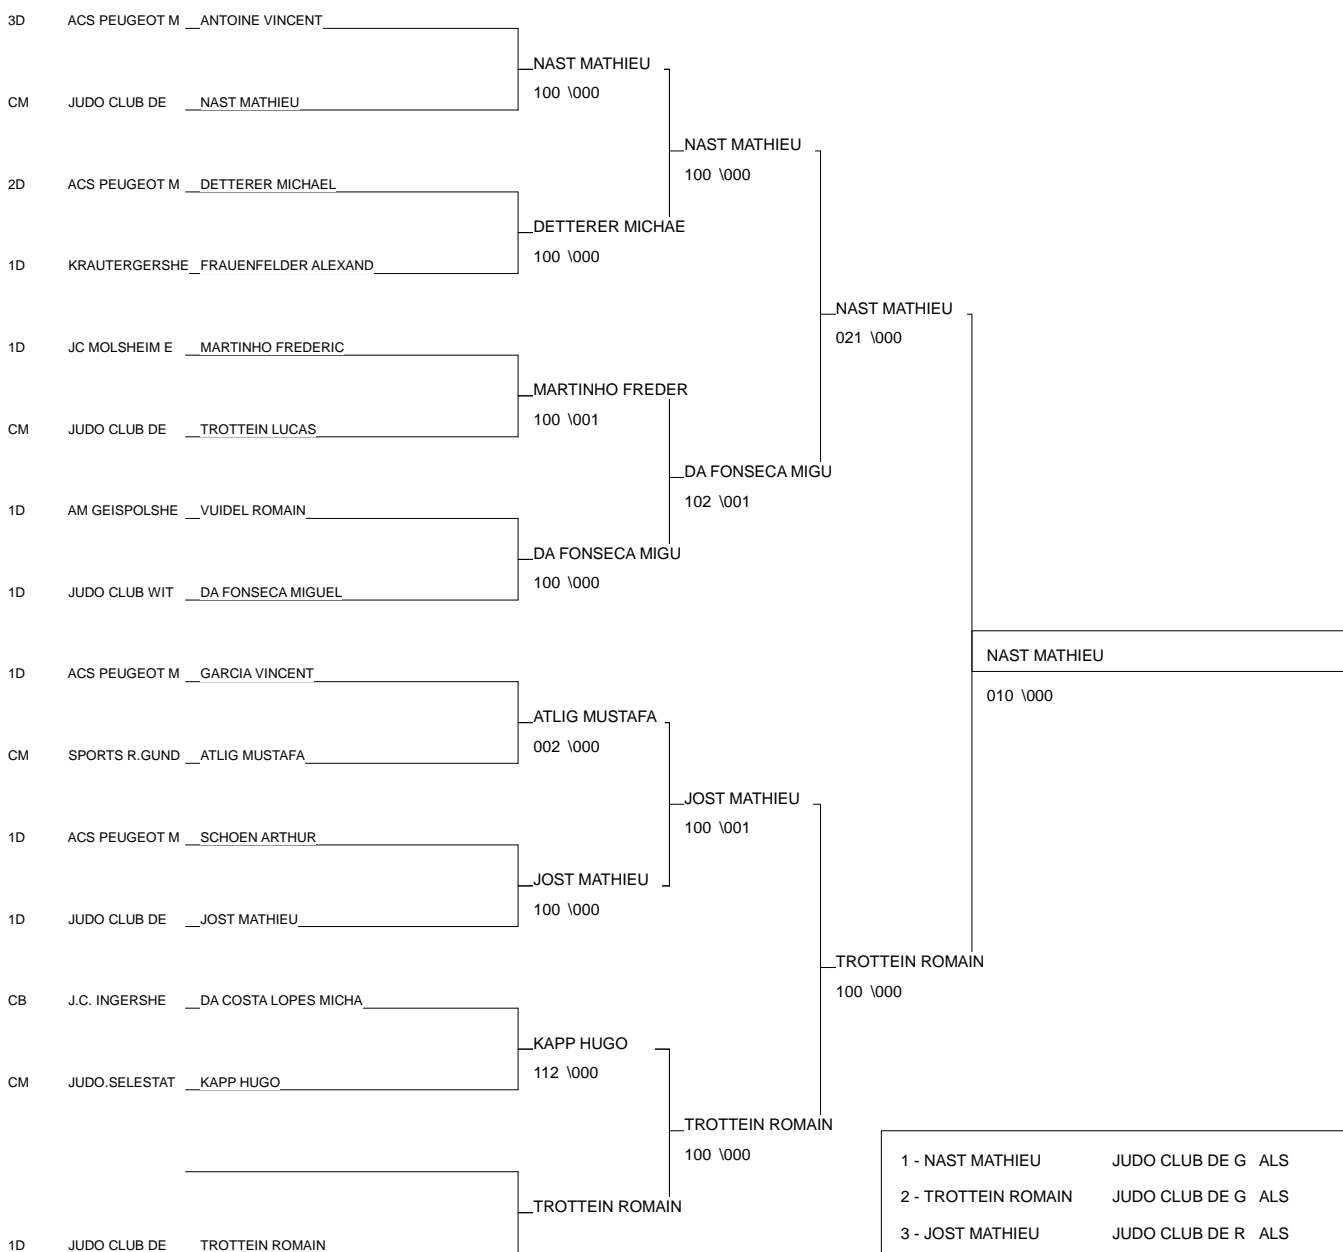 3D ACS PEUGEOT M ANTOINE VINCENT
NAST MATHIEU
100 \000
CM JUDO CLUB DE NAST MATHIEU
NAST MATHIEU
100 \000
2D ACS PEUGEOT M DETTERER MICHAEL
DETTERER MICHAE
100 \000
1D KRAUTERGERSHE FRAUENFELDER ALEXAND
NAST MATHIEU
021 \000
1D JC MOLSHEIM E MARTINHO FREDERIC
MARTINHO FREDER
100 \001
CM JUDO CLUB DE TROTTEIN LUCAS
DA FONSECA MIGU
102 \001
1D AM GEISPOLSHE VUIDEL ROMAIN
DA FONSECA MIGU
100 \000
1D JUDO CLUB WIT DA FONSECA MIGUEL
NAST MATHIEU
010 \000
1D ACS PEUGEOT M GARCIA VINCENT
ATLIG MUSTAFA
002 \000
CM SPORTS R.GUND ATLIG MUSTAFA
JOST MATHIEU
100 \001
1D ACS PEUGEOT M SCHOEN ARTHUR
JOST MATHIEU
100 \000
1D JUDO CLUB DE JOST MATHIEU
TROTTEIN ROMAIN
100 \000
CB J.C. INGERSHE DA COSTA LOPES MICHA
KAPP HUGO
112 \000
CM JUDO.SELESTAT KAPP HUGO
TROTTEIN ROMAIN
100 \000
TROTTEIN ROMAIN
1D JUDO CLUB DE TROTTEIN ROMAIN
1 - NAST MATHIEU JUDO CLUB DE G ALS
2 - TROTTEIN ROMAIN JUDO CLUB DE G ALS
3 - JOST MATHIEU JUDO CLUB DE R ALS